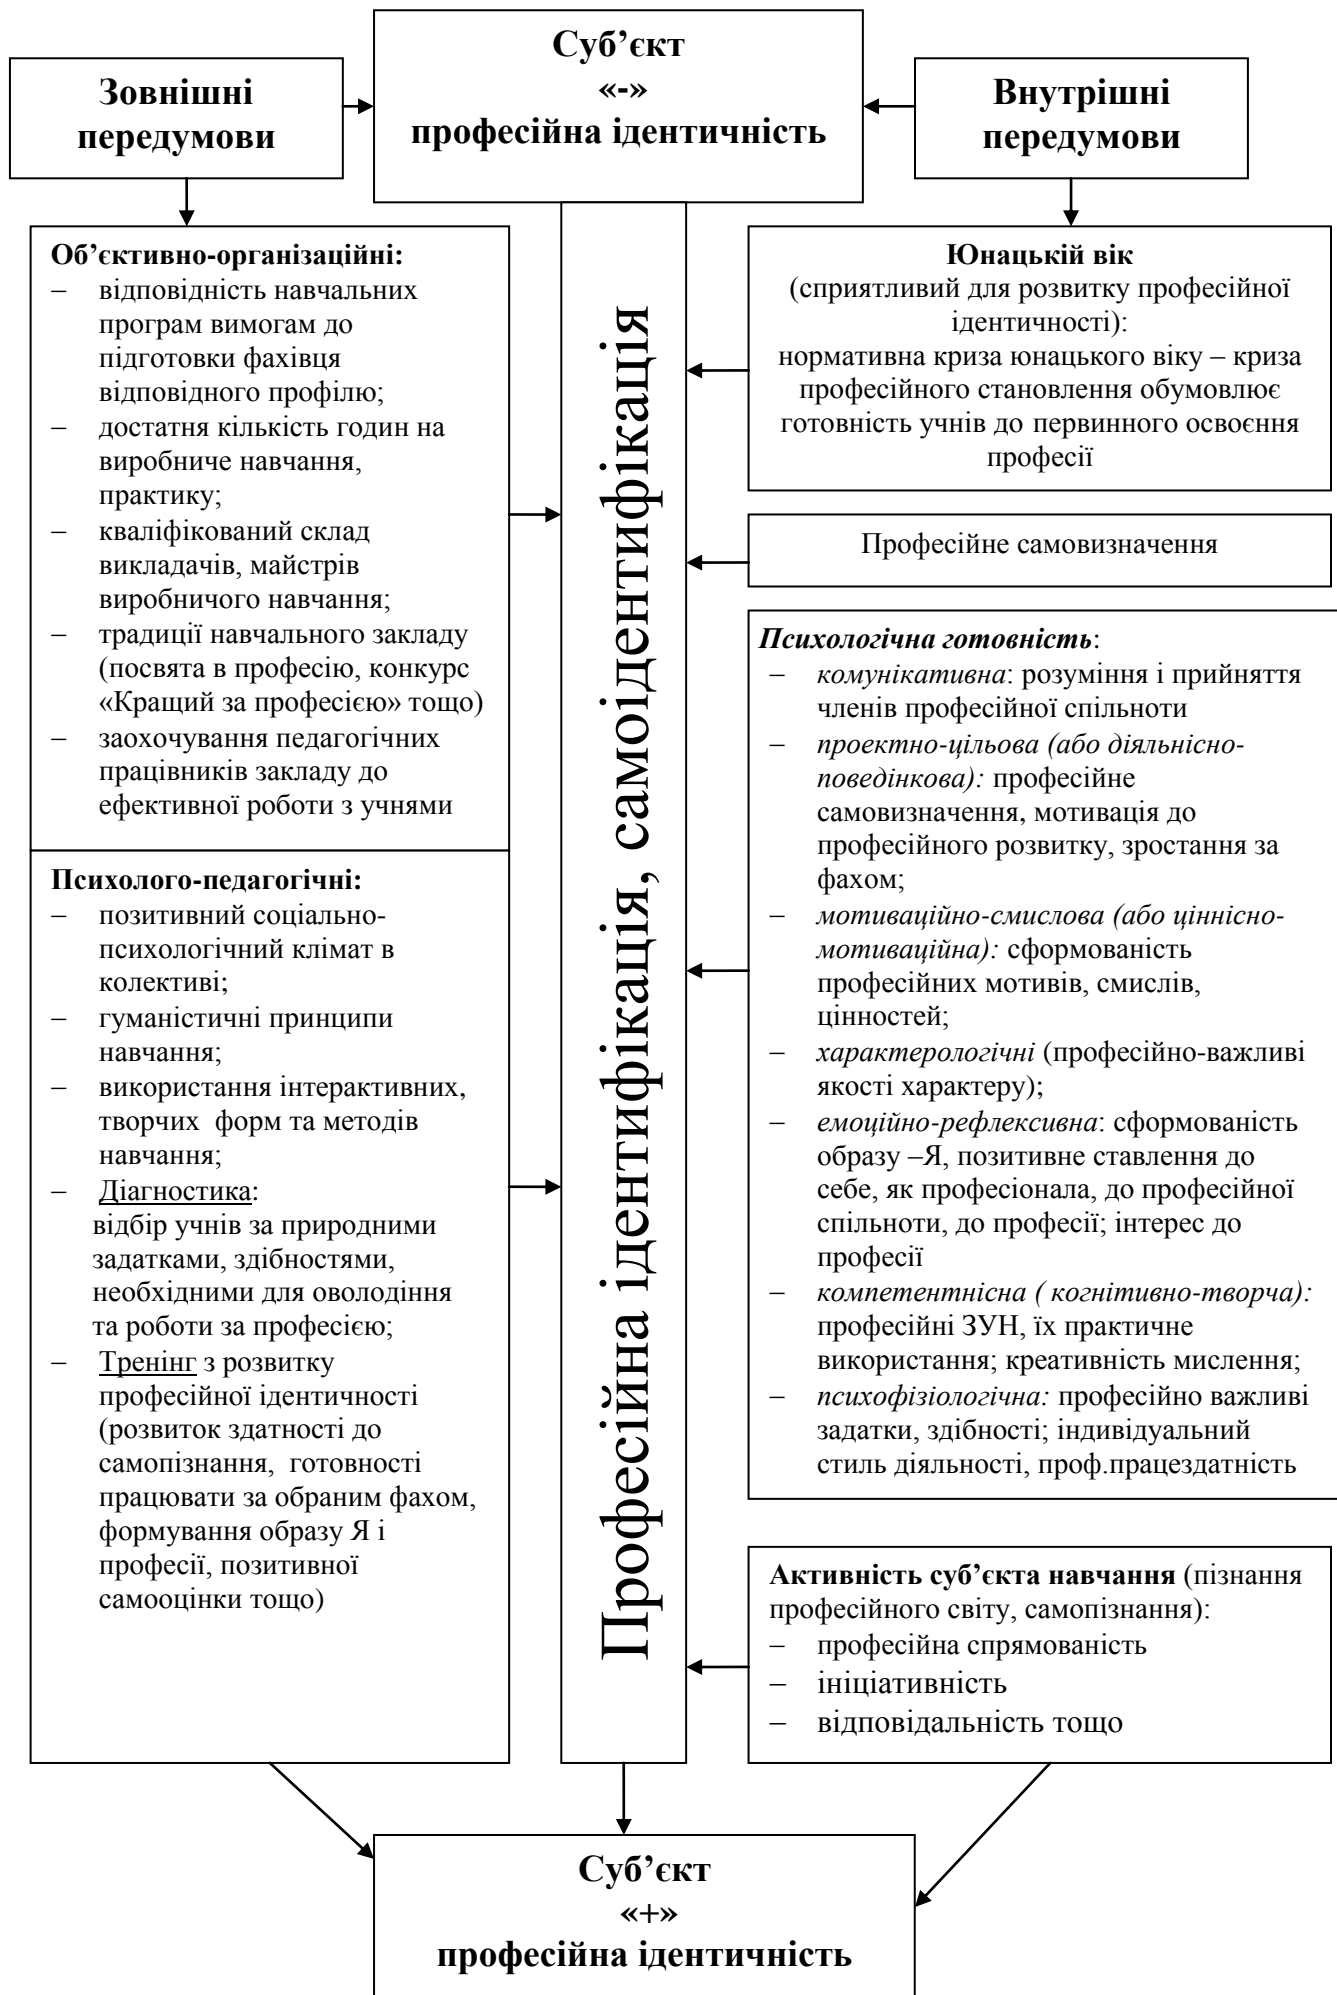 Суб’єкт
«-»
професійна ідентичність
Зовнішні
передумови
Внутрішні
передумови
Об’єктивно-організаційні:
– відповідність навчальних
програм вимогам до
підготовки фахівця
відповідного профілю;
– достатня кількість годин на
виробниче навчання,
практику;
– кваліфікований склад
викладачів, майстрів
виробничого навчання;
– традиції навчального закладу
(посвята в професію, конкурс
«Кращий за професією» тощо)
– заохочування педагогічних
працівників закладу до
ефективної роботи з учнями
Психолого-педагогічні:
– позитивний соціально-
психологічний клімат в
колективі;
– гуманістичні принципи
навчання;
– використання інтерактивних,
творчих форм та методів
навчання;
– Діагностика:
відбір учнів за природними
задатками, здібностями,
необхідними для оволодіння
та роботи за професією;
– Тренінг з розвитку
професійної ідентичності
(розвиток здатності до
самопізнання, готовності
працювати за обраним фахом,
формування образу Я і
професії, позитивної
самооцінки тощо)
Професійна ідентифікація, самоідентифікація
Юнацькій вік
(сприятливий для розвитку професійної
ідентичності):
нормативна криза юнацького віку – криза
професійного становлення обумовлює
готовність учнів до первинного освоєння
професії
Професійне самовизначення
Психологічна готовність:
– комунікативна: розуміння і прийняття
членів професійної спільноти
– проектно-цільова (або діяльнісно-
поведінкова): професійне
самовизначення, мотивація до
професійного розвитку, зростання за
фахом;
– мотиваційно-смислова (або ціннісно-
мотиваційна): сформованість
професійних мотивів, смислів,
цінностей;
– характерологічні (професійно-важливі
якості характеру);
– емоційно-рефлексивна: сформованість
образу –Я, позитивне ставлення до
себе, як професіонала, до професійної
спільноти, до професії; інтерес до
професії
– компетентнісна ( когнітивно-творча):
професійні ЗУН, їх практичне
використання; креативність мислення;
– психофізіологічна: професійно важливі
задатки, здібності; індивідуальний
стиль діяльності, проф.працездатність
Активність суб’єкта навчання (пізнання
професійного світу, самопізнання):
– професійна спрямованість
– ініціативність
– відповідальність тощо
Суб’єкт
«+»
професійна ідентичність